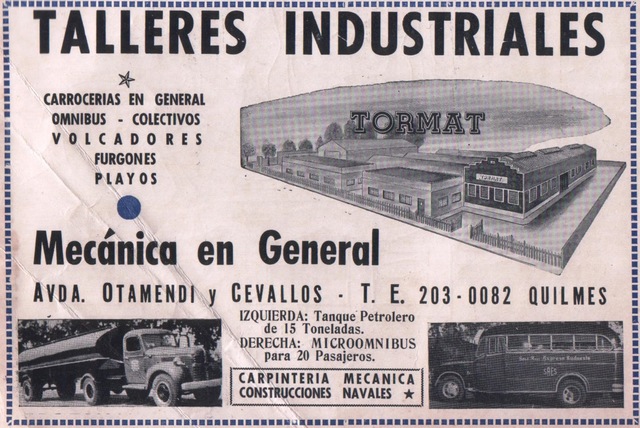 TALLERES INDUSTRIALES
CARROCERIAS EN GENERAL
OMNIBUS - COLECTIVOS
VOLCADORES
FURGONES
PLAYOS
TORMAT
TORMAT
Mecánica en General
AVDA. OTAMENDI y CEVALLOS - T. E. 203-0082 QUILMES
IZQUIERDA: Tanque Petrolero
de 15 Toneladas.
DERECHA: MICROOMNIBUS
para 20 Pasajeros.
CARPINTERIA MECANICA
CONSTRUCCIONES NAVALES